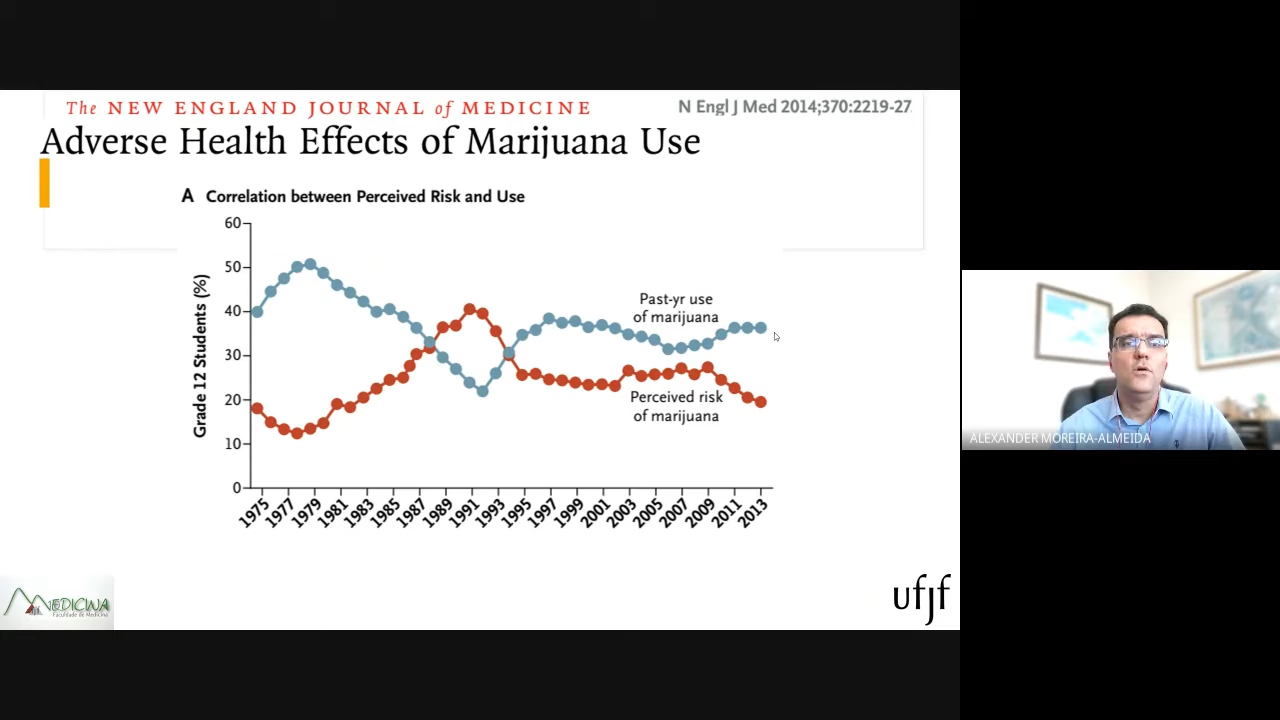 The NEW ENGLAND JOURNAL of MEDICINE
N Engl J Med 2014;370:2219-27.
Adverse Health Effects of Marijuana Use
A Correlation between Perceived Risk and Use
Grade 12 Students (%)
60
50
40
30
20
10
0
Past-yr use
of marijuana
Perceived risk
of marijuana
1975
1977
1979
1981
1983
1985
1987
1989
1991
1993
1995
1997
1999
2001
2003
2005
2007
2009
2011
2013
ALEXANDER MOREIRA-ALMEIDA
MEDICINA
Faculdade de Medicina
ufjf